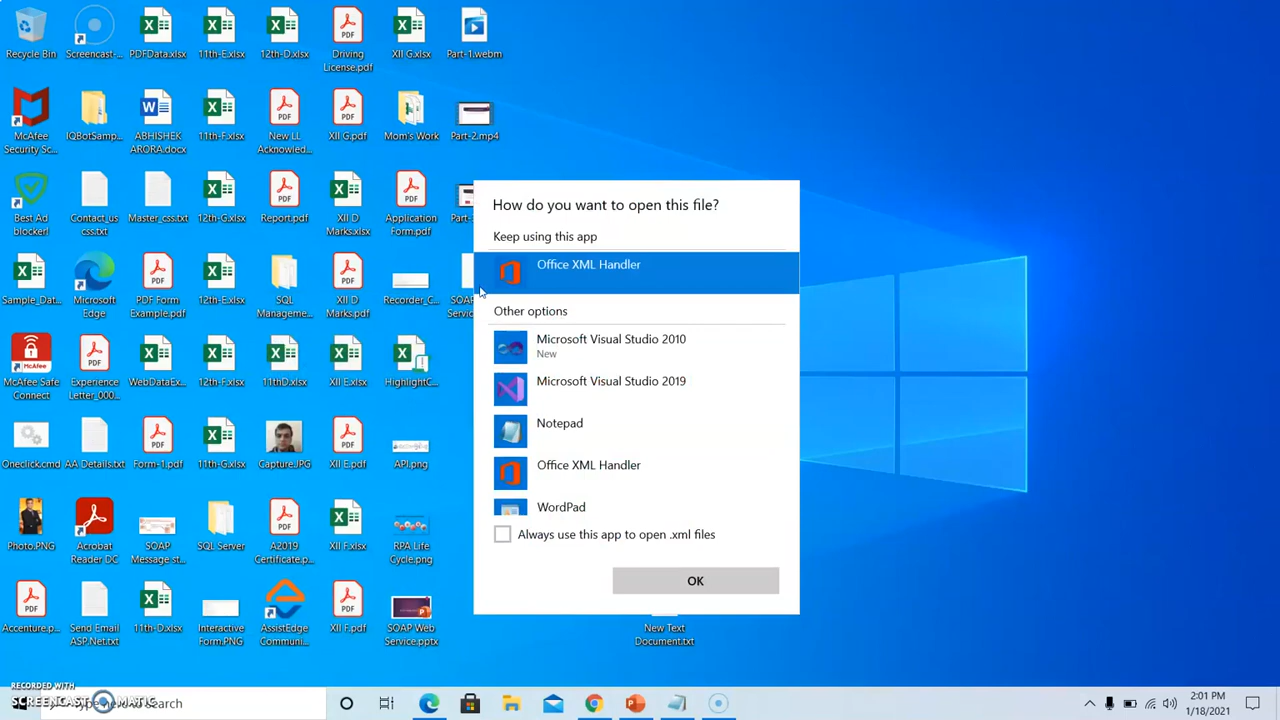 Recycle Bin
Screencast-...
PDFData.xlsx
11th-E.xlsx
12th-D.xlsx
Driving
License.pdf
XII G.xlsx
Part-1.webm
McAfee
Security Sc...
IQBotSamp...
ABHISHEK
ARORA.docx
11th-F.xlsx
New LL
Acknowled...
XII G.pdf
Mom's Work
Part-2.mp4
Best Ad
blocker!
Contact_us
css.txt
Master_css.txt
12th-G.xlsx
Report.pdf
XII D
Marks.xlsx
Application
Form.pdf
Sample_Dat...
Microsoft
Edge
PDF Form
Example.pdf
12th-E.xlsx
SQL
Manageme...
XII D
Marks.pdf
Recorder_C...
SOAP
Service
McAfee Safe
Connect
Experience
Letter_000...
WebDataEx...
12th-F.xlsx
11thD.xlsx
XII E.xlsx
HighlightC...
Oneclick.cmd
AA Details.txt
Form-1.pdf
11th-G.xlsx
Capture.JPG
XII E.pdf
API.png
Photo.PNG
Acrobat
Reader DC
SOAP
Message st...
SQL Server
A2019
Certificate.p...
XII F.xlsx
RPA Life
Cycle.png
Accenture.p...
Send Email
ASP.Net.txt
11th-D.xlsx
Interactive
Form.PNG
AssistEdge
Communi...
XII F.pdf
SOAP Web
Service.pptx
New Text
Document.txt
How do you want to open this file?
Keep using this app
Office XML Handler
Other options
Microsoft Visual Studio 2010
New
Microsoft Visual Studio 2019
Notepad
Office XML Handler
WordPad
Always use this app to open .xml files
OK
RECORDED WITH
SCREENCAST MATIC
here to search
2:01 PM
1/18/2021